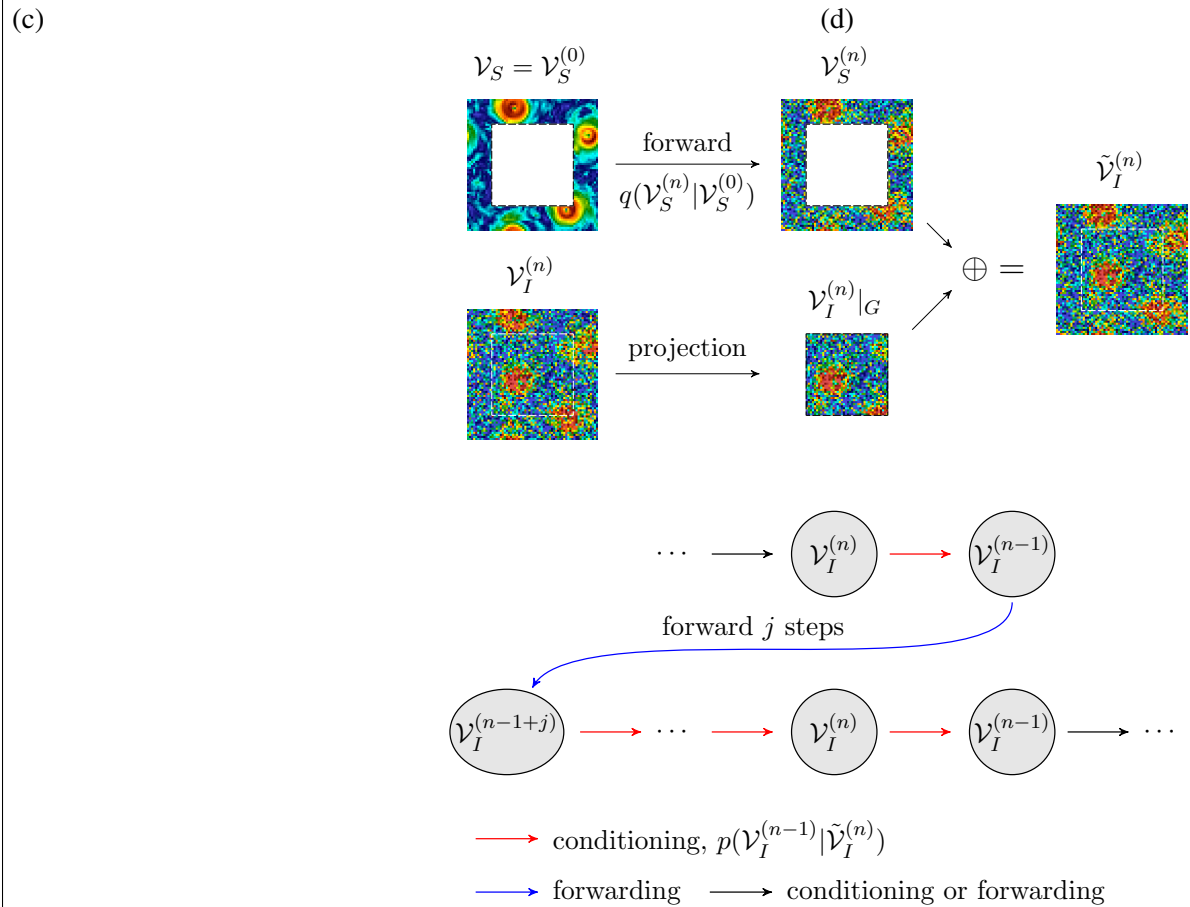 (c)
(d)
𝒱_S = 𝒱_S^{(0)}
𝒱_S^{(n)}
forward
q(𝒱_S^{(n)}|𝒱_S^{(0)})
𝒱̃_I^{(n)}
⊕ =
𝒱_I^{(n)}
𝒱_I^{(n)}|_G
projection
··· 𝒱_I^{(n)} 𝒱_I^{(n−1)}
forward j steps
𝒱_I^{(n−1+j)} ··· 𝒱_I^{(n)} 𝒱_I^{(n−1)} ···
conditioning, p(𝒱_I^{(n−1)}|𝒱̃_I^{(n)})
forwarding conditioning or forwarding